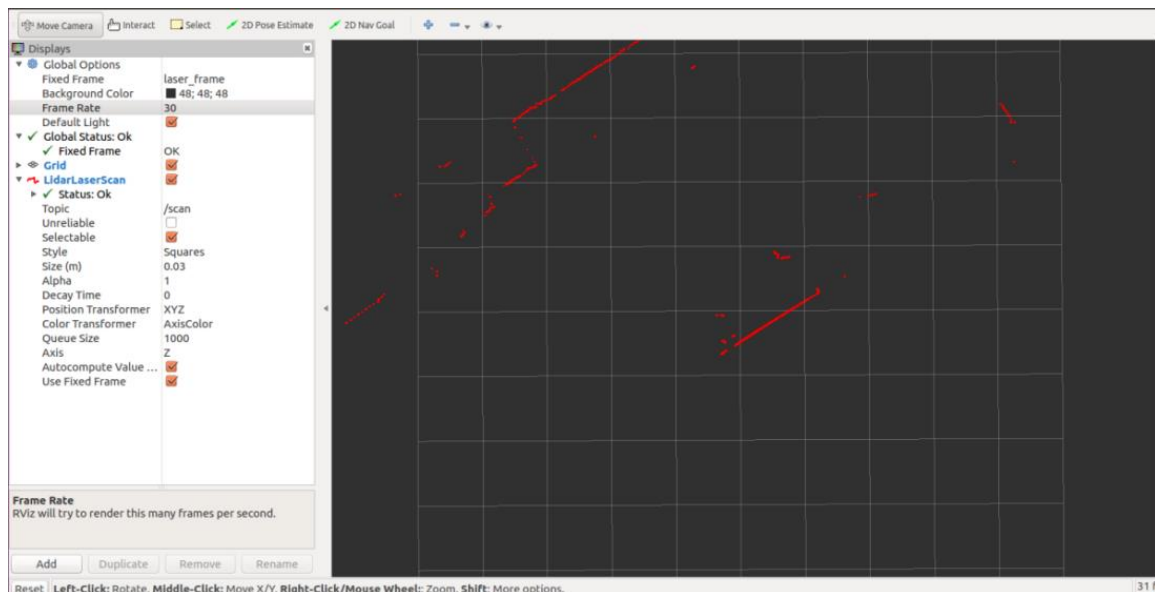 Move Camera Interact Select 2D Pose Estimate 2D Nav Goal
Displays
Global Options
Fixed Frame laser_frame
Background Color 48; 48; 48
Frame Rate 30
Default Light
Global Status: Ok
Fixed Frame OK
Grid
LidarLaserScan
Status: Ok
Topic /scan
Unreliable
Selectable
Style Squares
Size (m) 0.03
Alpha 1
Decay Time 0
Position Transformer XYZ
Color Transformer AxisColor
Queue Size 1000
Axis Z
Autocompute Value ...
Use Fixed Frame
Frame Rate
RViz will try to render this many frames per second.
Add Duplicate Remove Rename
Reset Left-Click: Rotate. Middle-Click: Move X/Y. Right-Click/Mouse Wheel:: Zoom. Shift: More options. 31 f